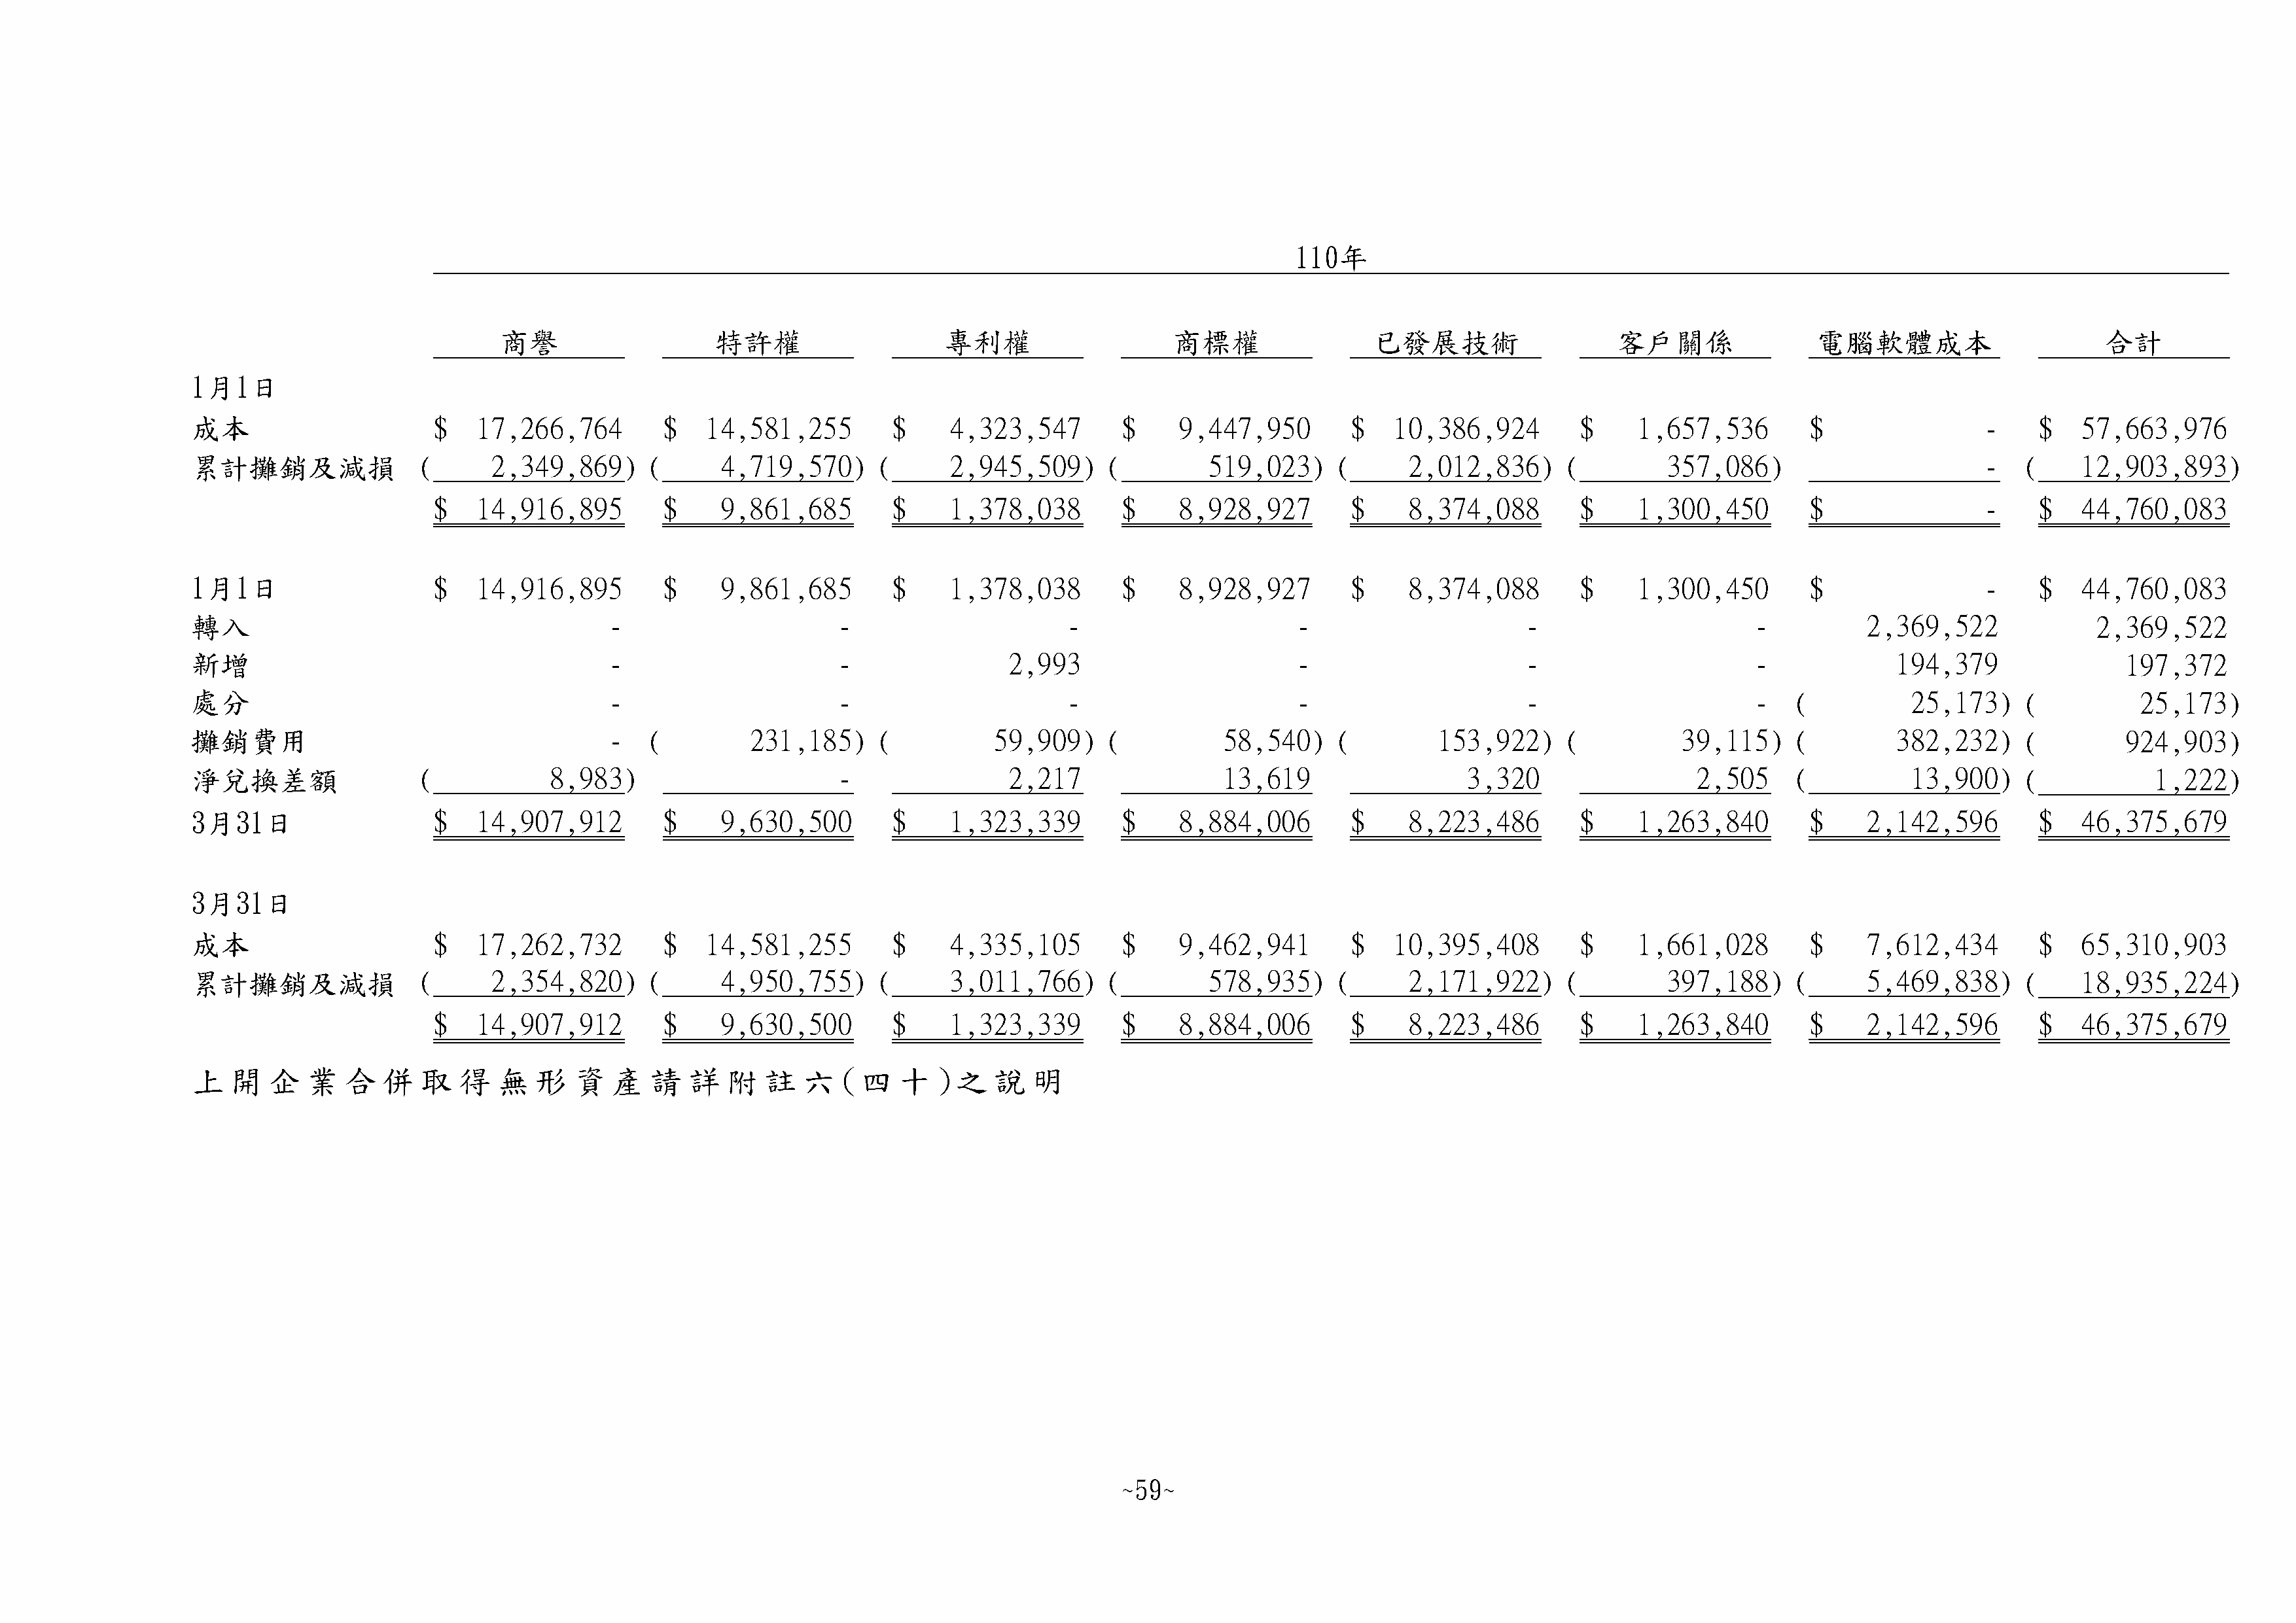 110年
商譽 特許權 專利權 商標權 已發展技術 客戶關係 電腦軟體成本 合計
1月1日
成本 $ 17,266,764 $ 14,581,255 $ 4,323,547 $ 9,447,950 $ 10,386,924 $ 1,657,536 $ - $ 57,663,976
累計攤銷及減損 ( 2,349,869) ( 4,719,570) ( 2,945,509) ( 519,023) ( 2,012,836) ( 357,086) - ( 12,903,893)
$ 14,916,895 $ 9,861,685 $ 1,378,038 $ 8,928,927 $ 8,374,088 $ 1,300,450 $ - $ 44,760,083
1月1日 $ 14,916,895 $ 9,861,685 $ 1,378,038 $ 8,928,927 $ 8,374,088 $ 1,300,450 $ - $ 44,760,083
轉入 - - - - - - 2,369,522 2,369,522
新增 - - 2,993 - - - 194,379 197,372
處分 - - - - - - ( 25,173) ( 25,173)
攤銷費用 - ( 231,185) ( 59,909) ( 58,540) ( 153,922) ( 39,115) ( 382,232) ( 924,903)
淨兌換差額 ( 8,983) - 2,217 13,619 3,320 2,505 ( 13,900) ( 1,222)
3月31日 $ 14,907,912 $ 9,630,500 $ 1,323,339 $ 8,884,006 $ 8,223,486 $ 1,263,840 $ 2,142,596 $ 46,375,679
3月31日
成本 $ 17,262,732 $ 14,581,255 $ 4,335,105 $ 9,462,941 $ 10,395,408 $ 1,661,028 $ 7,612,434 $ 65,310,903
累計攤銷及減損 ( 2,354,820) ( 4,950,755) ( 3,011,766) ( 578,935) ( 2,171,922) ( 397,188) ( 5,469,838) ( 18,935,224)
$ 14,907,912 $ 9,630,500 $ 1,323,339 $ 8,884,006 $ 8,223,486 $ 1,263,840 $ 2,142,596 $ 46,375,679
上開企業合併取得無形資產請詳附註六(四十)之說明
~59~